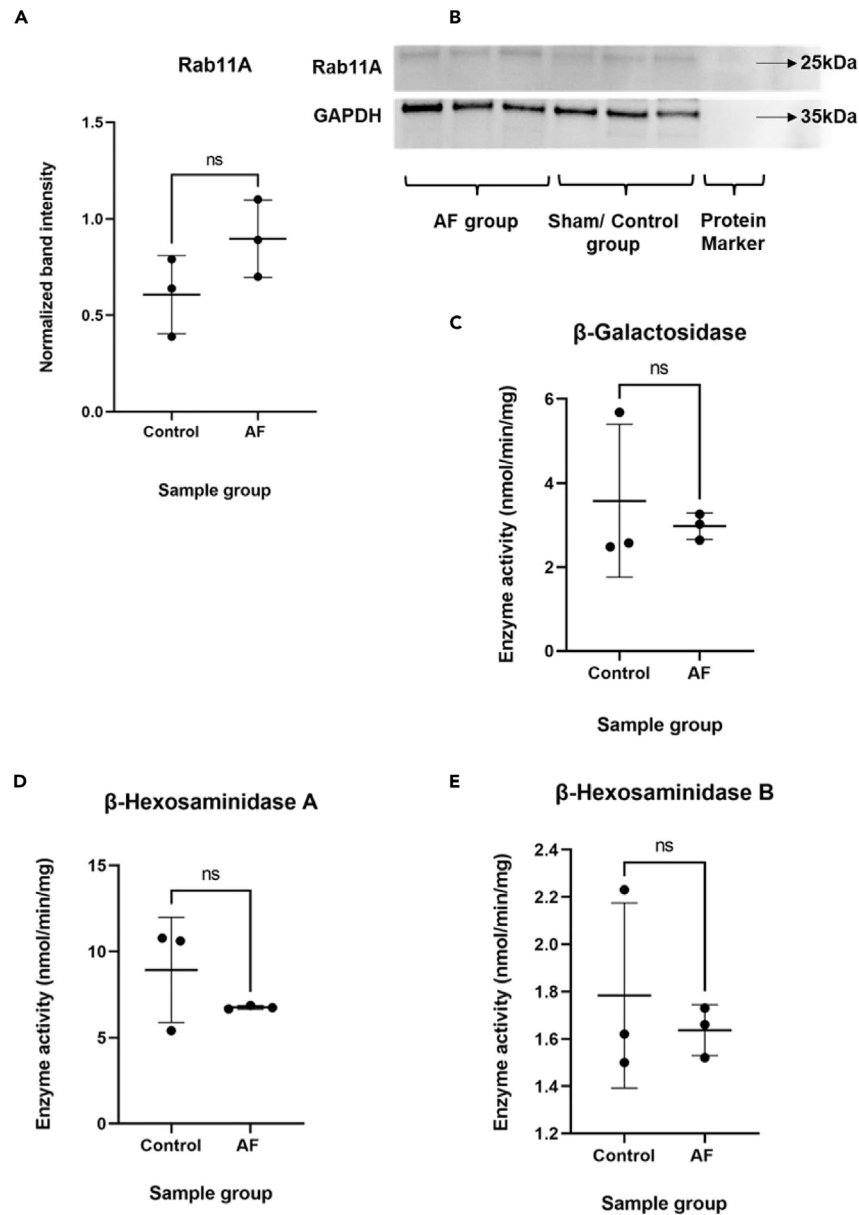 A
Rab11A
Normalized band intensity
1.5
1.0
0.5
0.0
ns
Control
AF
Sample group
B
Rab11A
25kDa
GAPDH
35kDa
AF group
Sham/ Control
group
Protein
Marker
C
β-Galactosidase
Enzyme activity (nmol/min/mg)
6
4
2
0
ns
Control
AF
Sample group
D
β-Hexosaminidase A
Enzyme activity (nmol/min/mg)
15
10
5
0
ns
Control
AF
Sample group
E
β-Hexosaminidase B
Enzyme activity (nmol/min/mg)
2.4
2.2
2.0
1.8
1.6
1.4
1.2
ns
Control
AF
Sample group